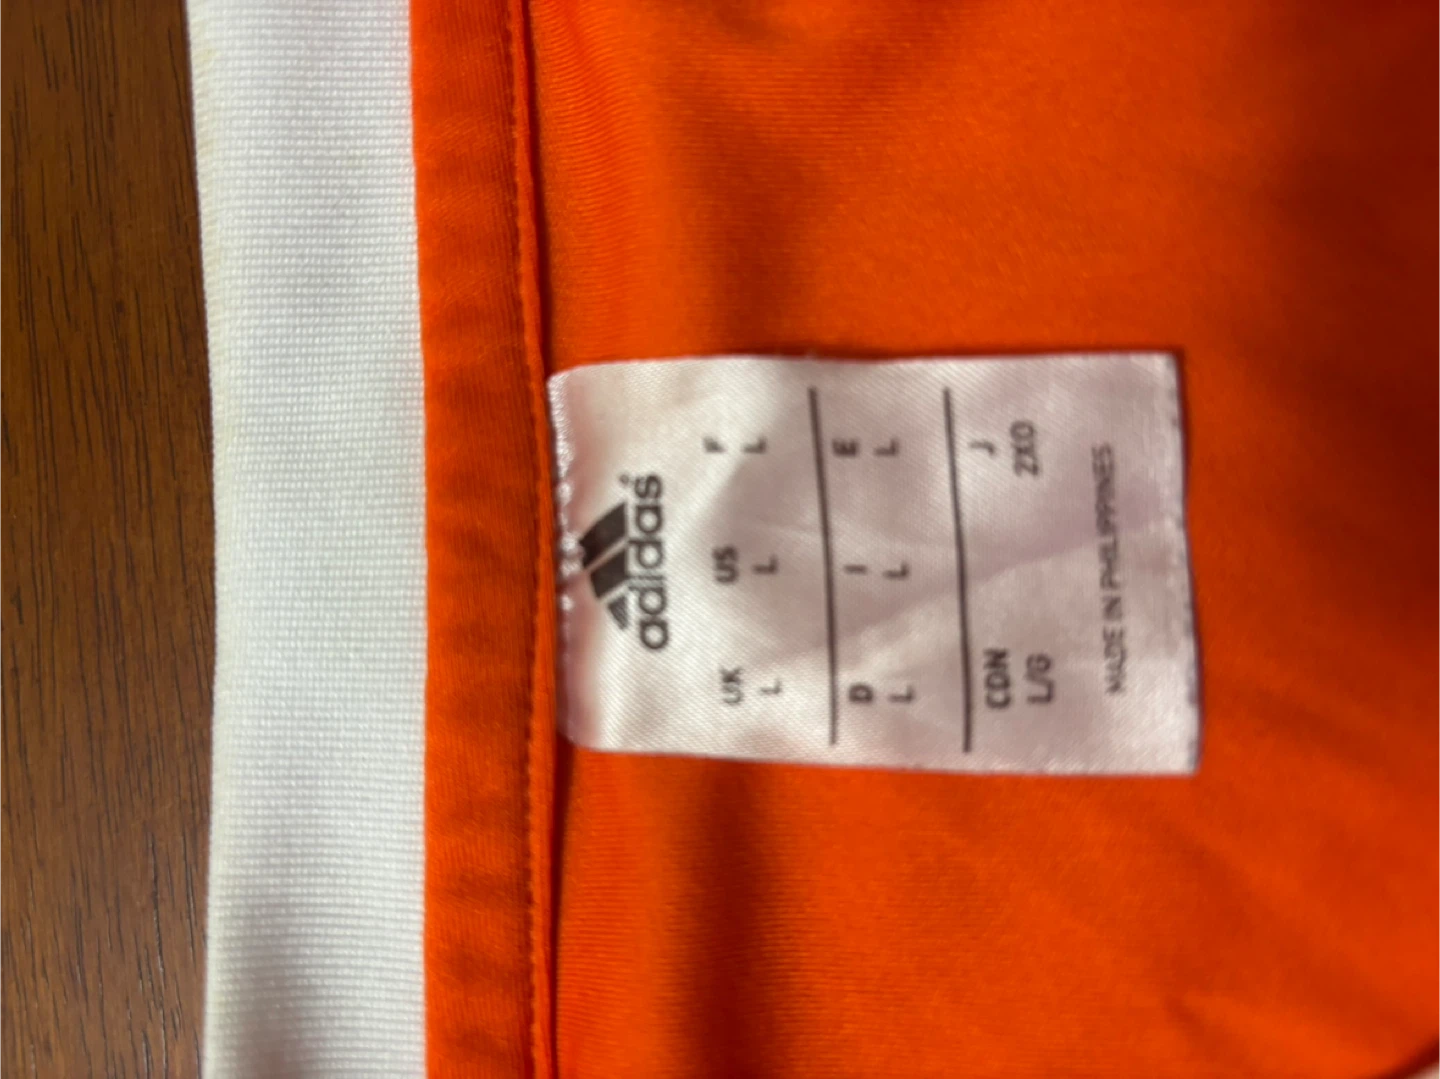 adidas®
UK US F
L L L
D I E
L L L
CDN J
L/G 2XO
MADE IN PHILIPPINES